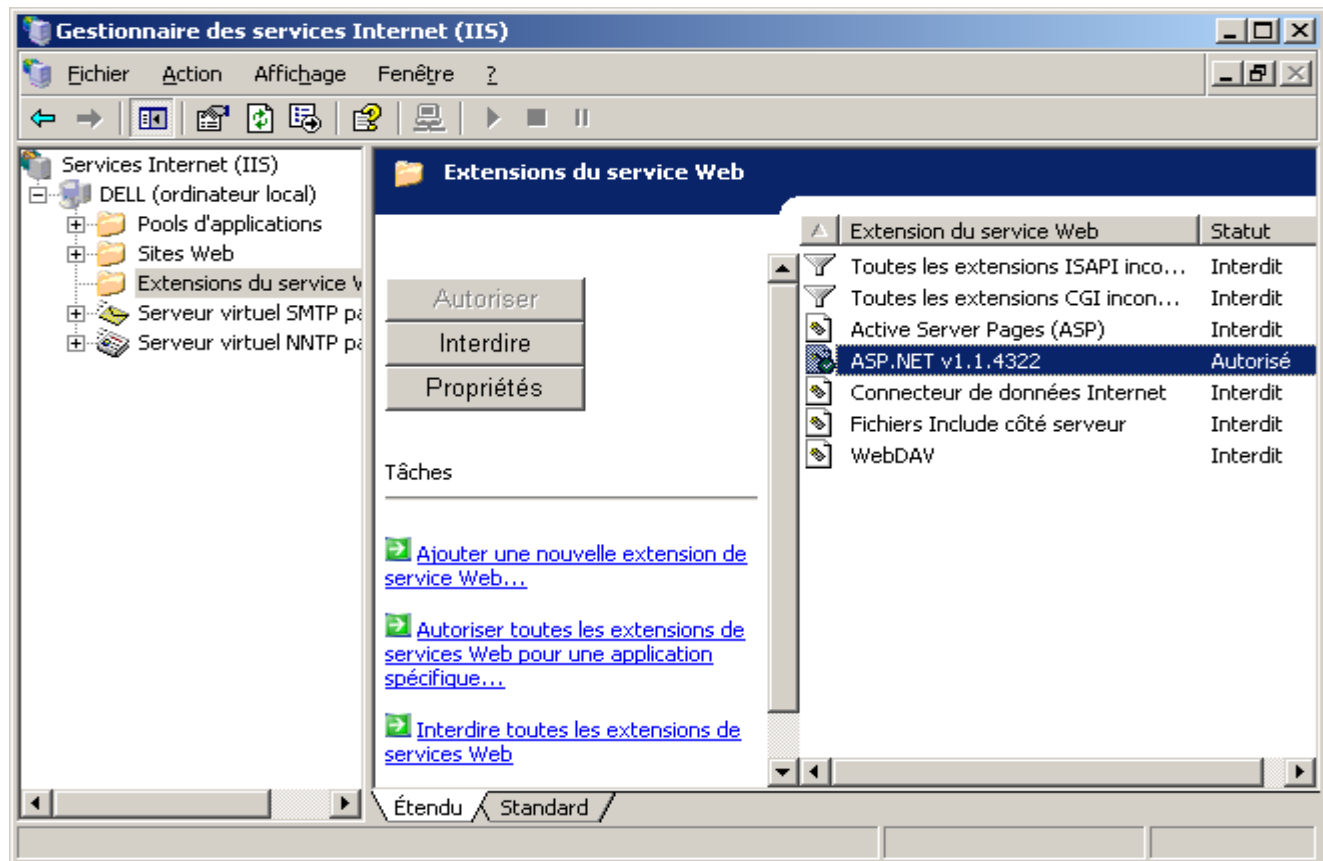 Gestionnaire des services Internet (IIS)
Fichier Action Affichage Fenêtre ?
Services Internet (IIS)
DELL (ordinateur local)
Pools d'applications
Sites Web
Extensions du service W
Serveur virtuel SMTP pa
Serveur virtuel NNTP pa
Extensions du service Web
Autoriser
Interdire
Propriétés
Tâches
Ajouter une nouvelle extension de
service Web...
Autoriser toutes les extensions de
services Web pour une application
spécifique...
Interdire toutes les extensions de
services Web
Extension du service Web Statut
Toutes les extensions ISAPI inco... Interdit
Toutes les extensions CGI incon... Interdit
Active Server Pages (ASP) Interdit
ASP.NET v1.1.4322 Autorisé
Connecteur de données Internet Interdit
Fichiers Include côté serveur Interdit
WebDAV Interdit
Étendu Standard